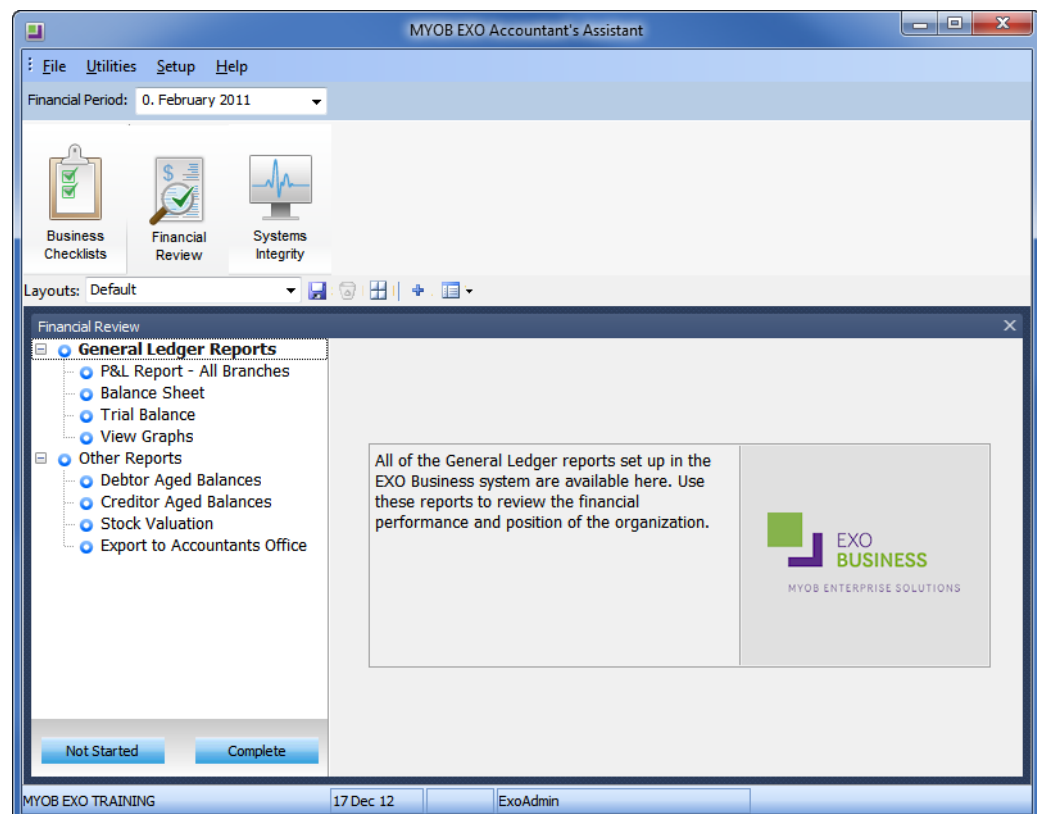 MYOB EXO Accountant's Assistant
File Utilities Setup Help
Financial Period: 0. February 2011
Business Checklists
Financial Review
Systems Integrity
Layouts: Default
Financial Review
General Ledger Reports
P&L Report - All Branches
Balance Sheet
Trial Balance
View Graphs
Other Reports
Debtor Aged Balances
Creditor Aged Balances
Stock Valuation
Export to Accountants Office
All of the General Ledger reports set up in the
EXO Business system are available here. Use
these reports to review the financial
performance and position of the organization.
EXO
BUSINESS
MYOB ENTERPRISE SOLUTIONS
Not Started Complete
MYOB EXO TRAINING 17 Dec 12 ExoAdmin